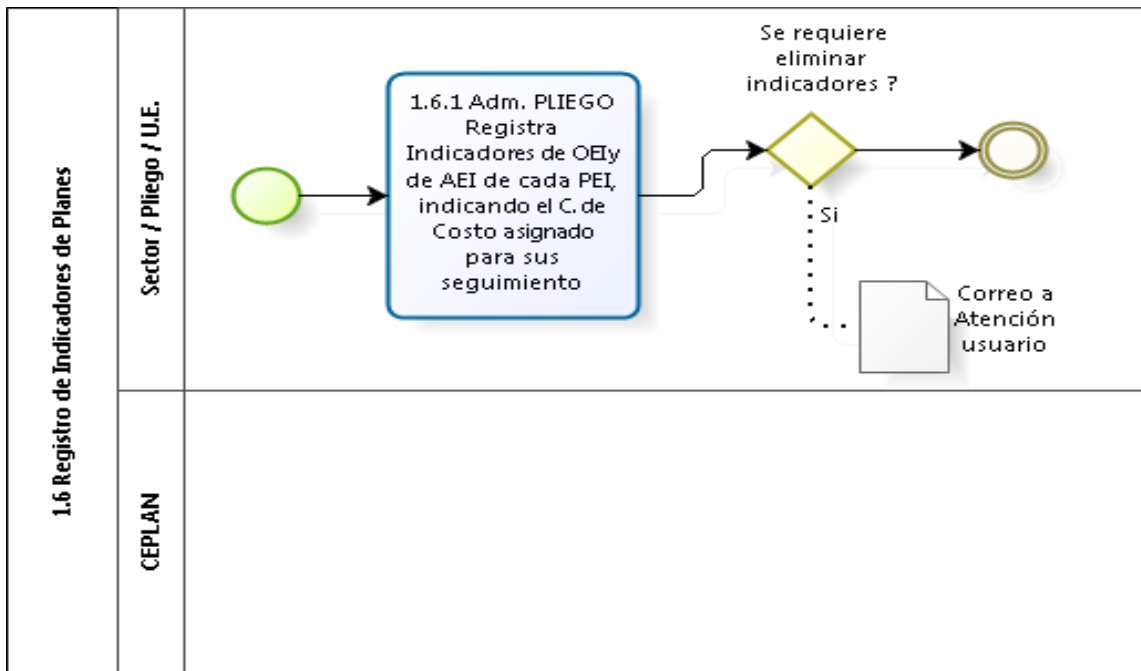 1.6 Registro de Indicadores de Planes
Sector / Pliego / U.E.
1.6.1 Adm. PLIEGO
Registra
Indicadores de OEIy
de AEI de cada PEI,
indicando el C. de
Costo asignado
para sus
seguimiento
Se requiere
eliminar
indicadores ?
Si
Correo a
Atención
usuario
CEPLAN